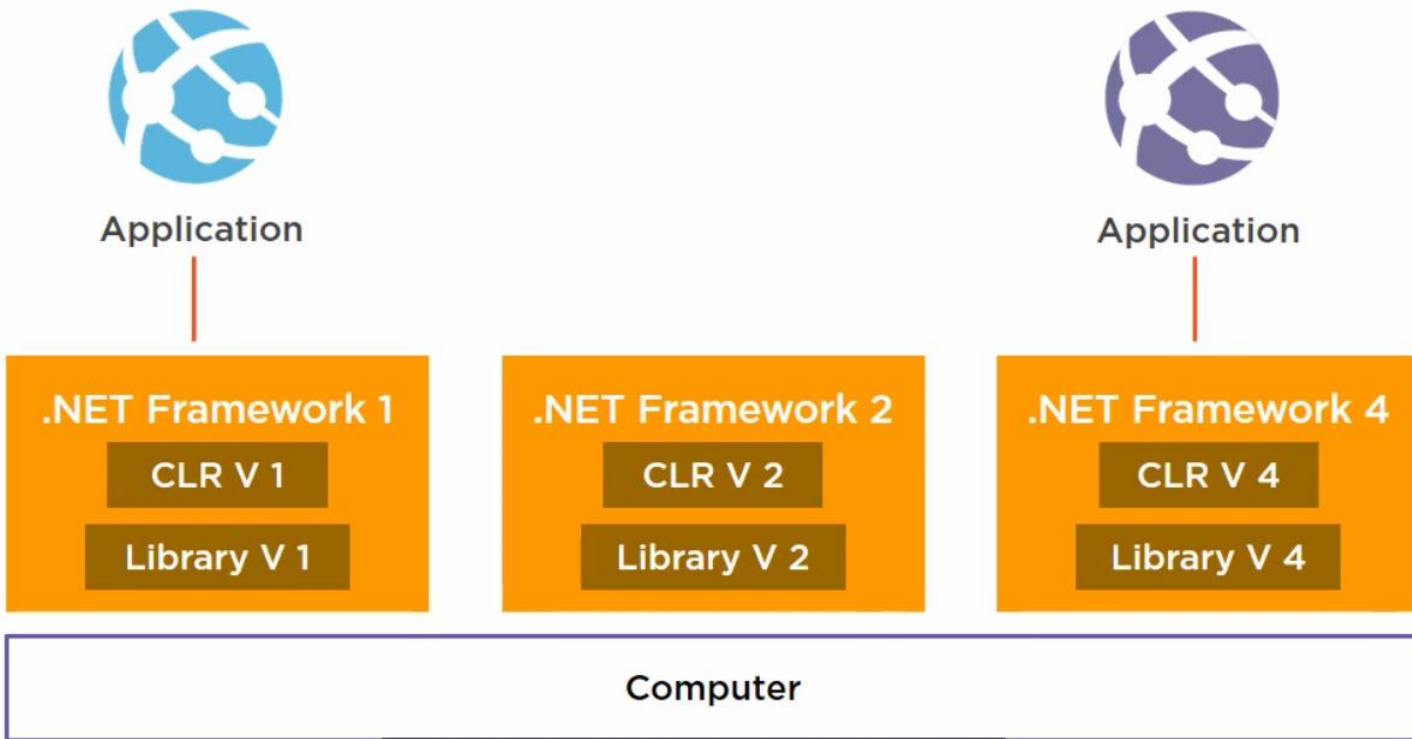 Application
Application
.NET Framework 1
CLR V 1
Library V 1
.NET Framework 2
CLR V 2
Library V 2
.NET Framework 4
CLR V 4
Library V 4
Computer